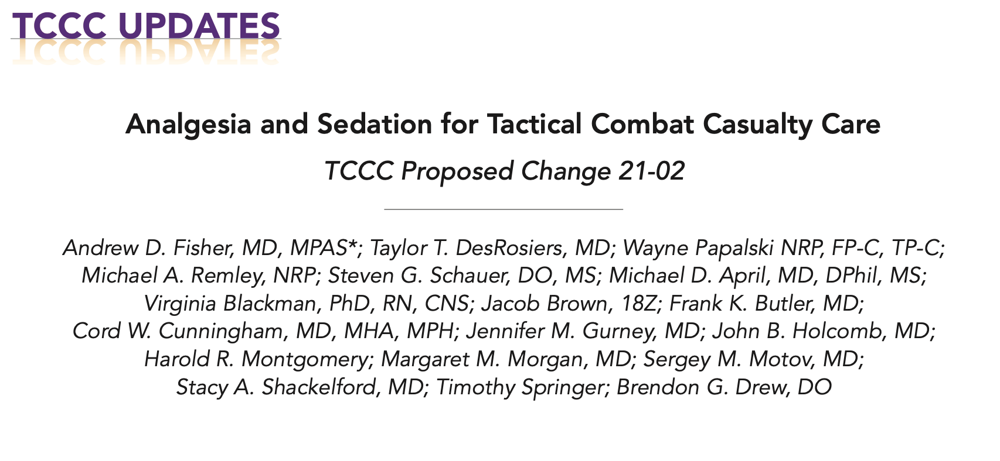 TCCC UPDATES
Analgesia and Sedation for Tactical Combat Casualty Care
TCCC Proposed Change 21-02
Andrew D. Fisher, MD, MPAS*; Taylor T. DesRosiers, MD; Wayne Papalski NRP, FP-C, TP-C;
Michael A. Remley, NRP; Steven G. Schauer, DO, MS; Michael D. April, MD, DPhil, MS;
Virginia Blackman, PhD, RN, CNS; Jacob Brown, 18Z; Frank K. Butler, MD;
Cord W. Cunningham, MD, MHA, MPH; Jennifer M. Gurney, MD; John B. Holcomb, MD;
Harold R. Montgomery; Margaret M. Morgan, MD; Sergey M. Motov, MD;
Stacy A. Shackelford, MD; Timothy Springer; Brendon G. Drew, DO